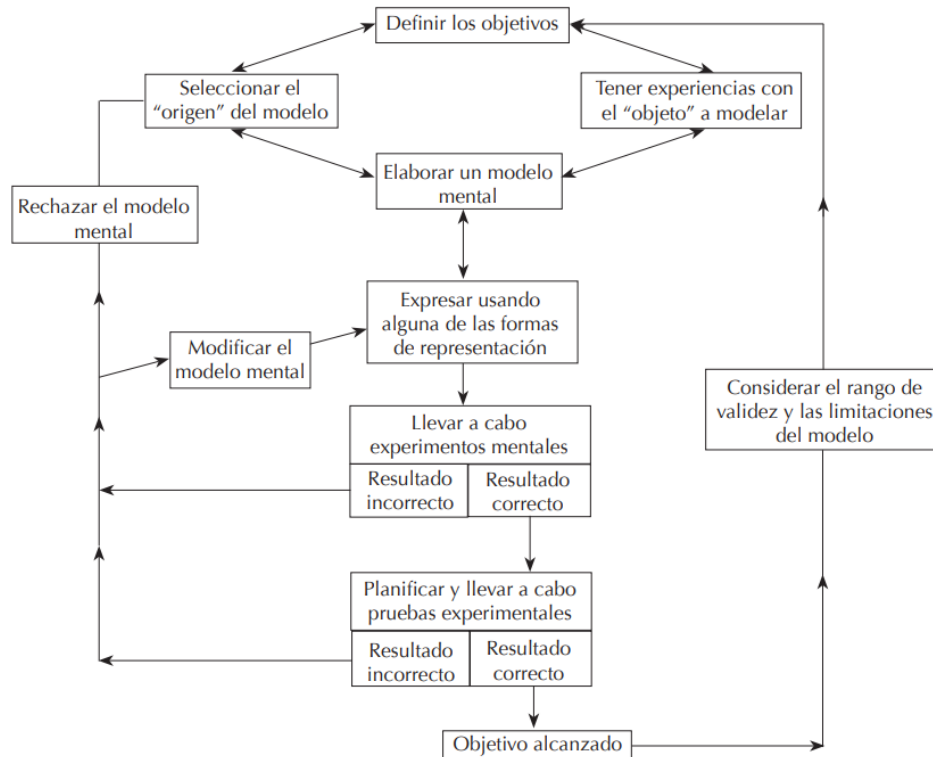 Definir los objetivos
Seleccionar el
“origen” del modelo
Tener experiencias con
el “objeto” a modelar
Elaborar un modelo
mental
Rechazar el modelo
mental
Expresar usando
alguna de las formas
de representación
Modificar el
modelo mental
Considerar el rango de
validez y las limitaciones
del modelo
Llevar a cabo
experimentos mentales
Resultado
incorrecto
Resultado
correcto
Planificar y llevar a cabo
pruebas experimentales
Resultado
incorrecto
Resultado
correcto
Objetivo alcanzado